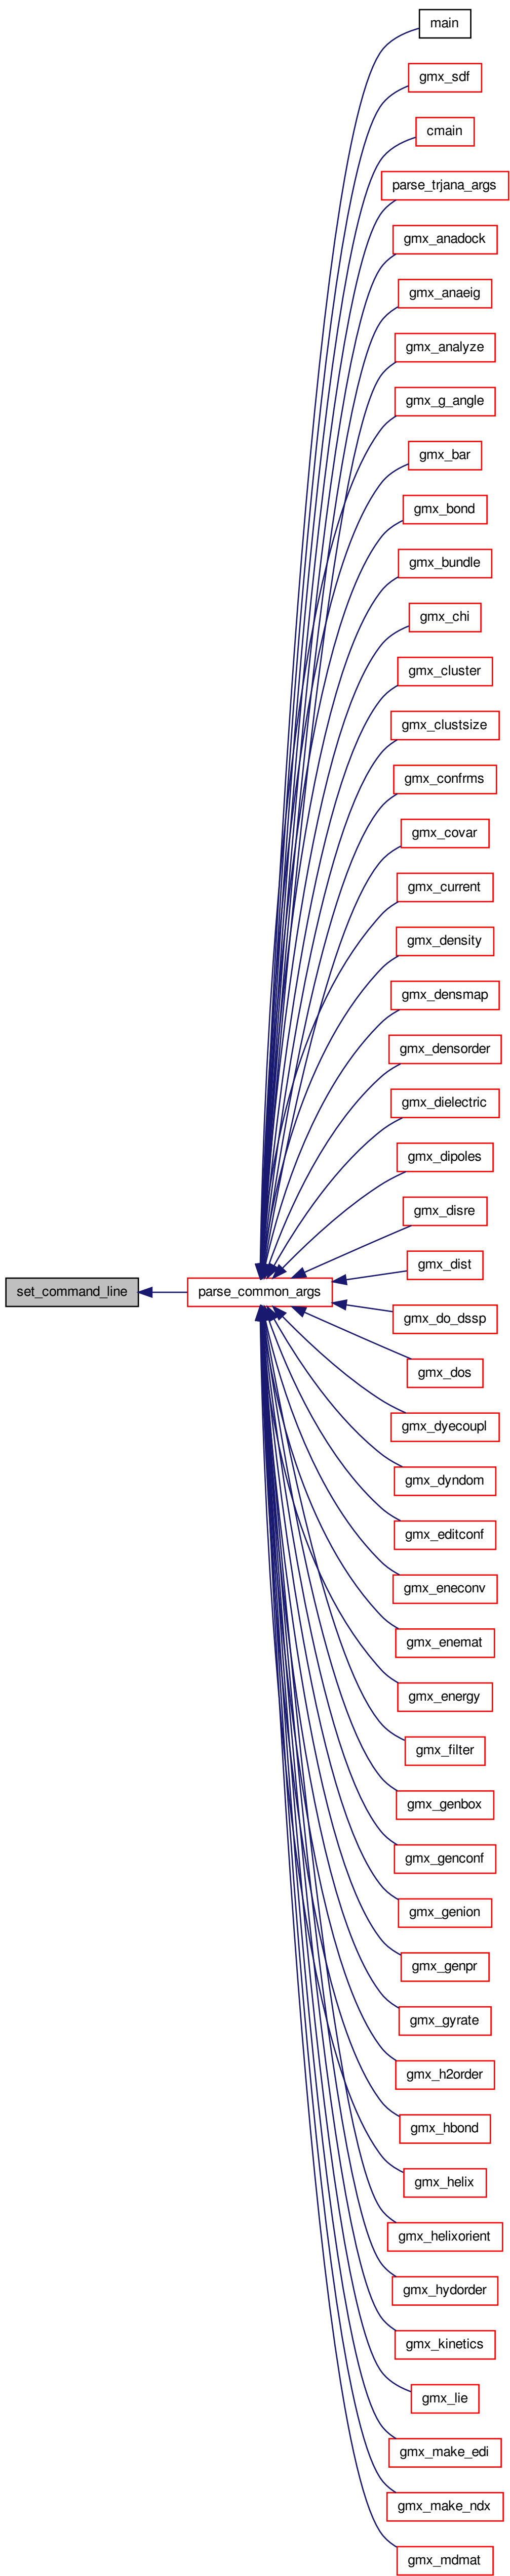 main
gmx_sdf
cmain
parse_trjana_args
gmx_anadock
gmx_anaeig
gmx_analyze
gmx_g_angle
gmx_bar
gmx_bond
gmx_bundle
gmx_chi
gmx_cluster
gmx_clustsize
gmx_confrms
gmx_covar
gmx_current
gmx_density
gmx_densmap
gmx_densorder
gmx_dielectric
gmx_dipoles
gmx_disre
gmx_dist
set_command_line
parse_common_args
gmx_do_dssp
gmx_dos
gmx_dyecoupl
gmx_dyndom
gmx_editconf
gmx_eneconv
gmx_enemat
gmx_energy
gmx_filter
gmx_genbox
gmx_genconf
gmx_genion
gmx_genpr
gmx_gyrate
gmx_h2order
gmx_hbond
gmx_helix
gmx_helixorient
gmx_hydorder
gmx_kinetics
gmx_lie
gmx_make_edi
gmx_make_ndx
gmx_mdmat